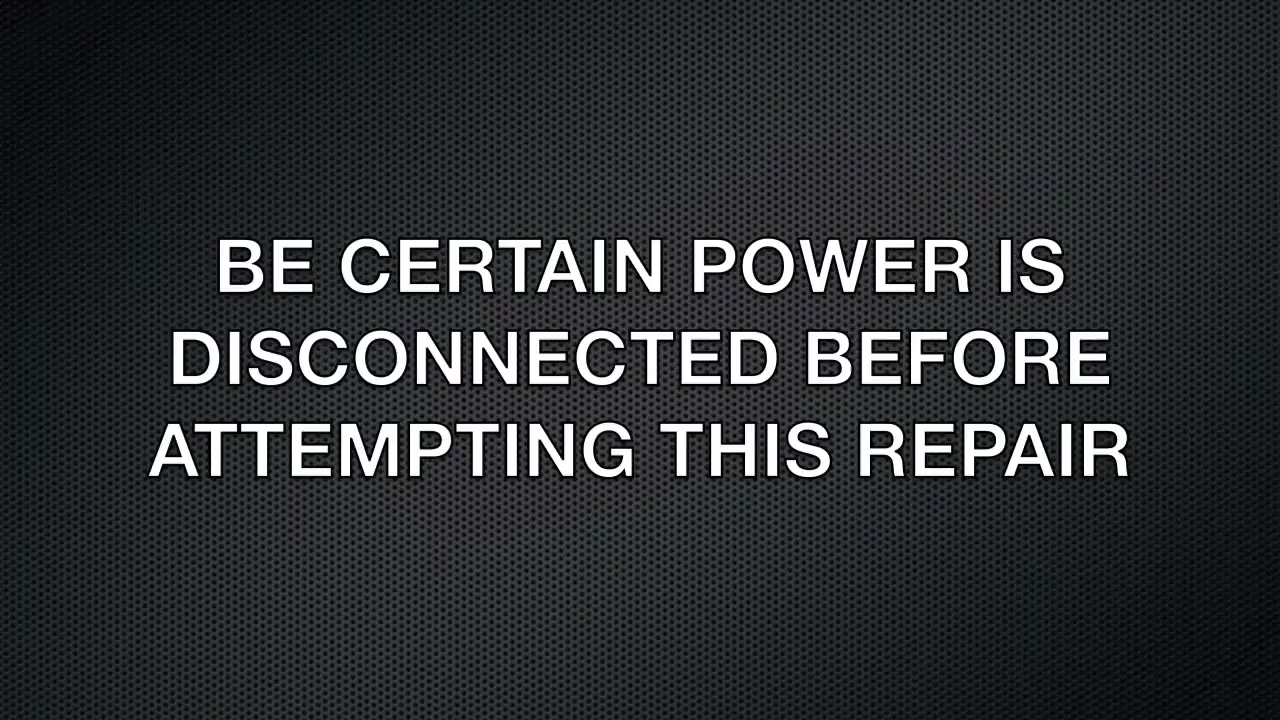 BE CERTAIN POWER IS
DISCONNECTED BEFORE
ATTEMPTING THIS REPAIR